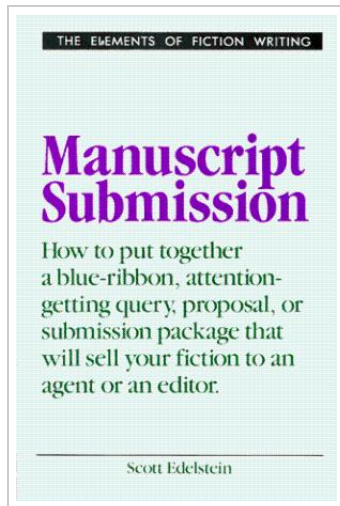 THE ELEMENTS OF FICTION WRITING
Manuscript
Submission
How to put together
a blue-ribbon, attention-
getting query, proposal, or
submission package that
will sell your fiction to an
agent or an editor.
Scott Edelstein